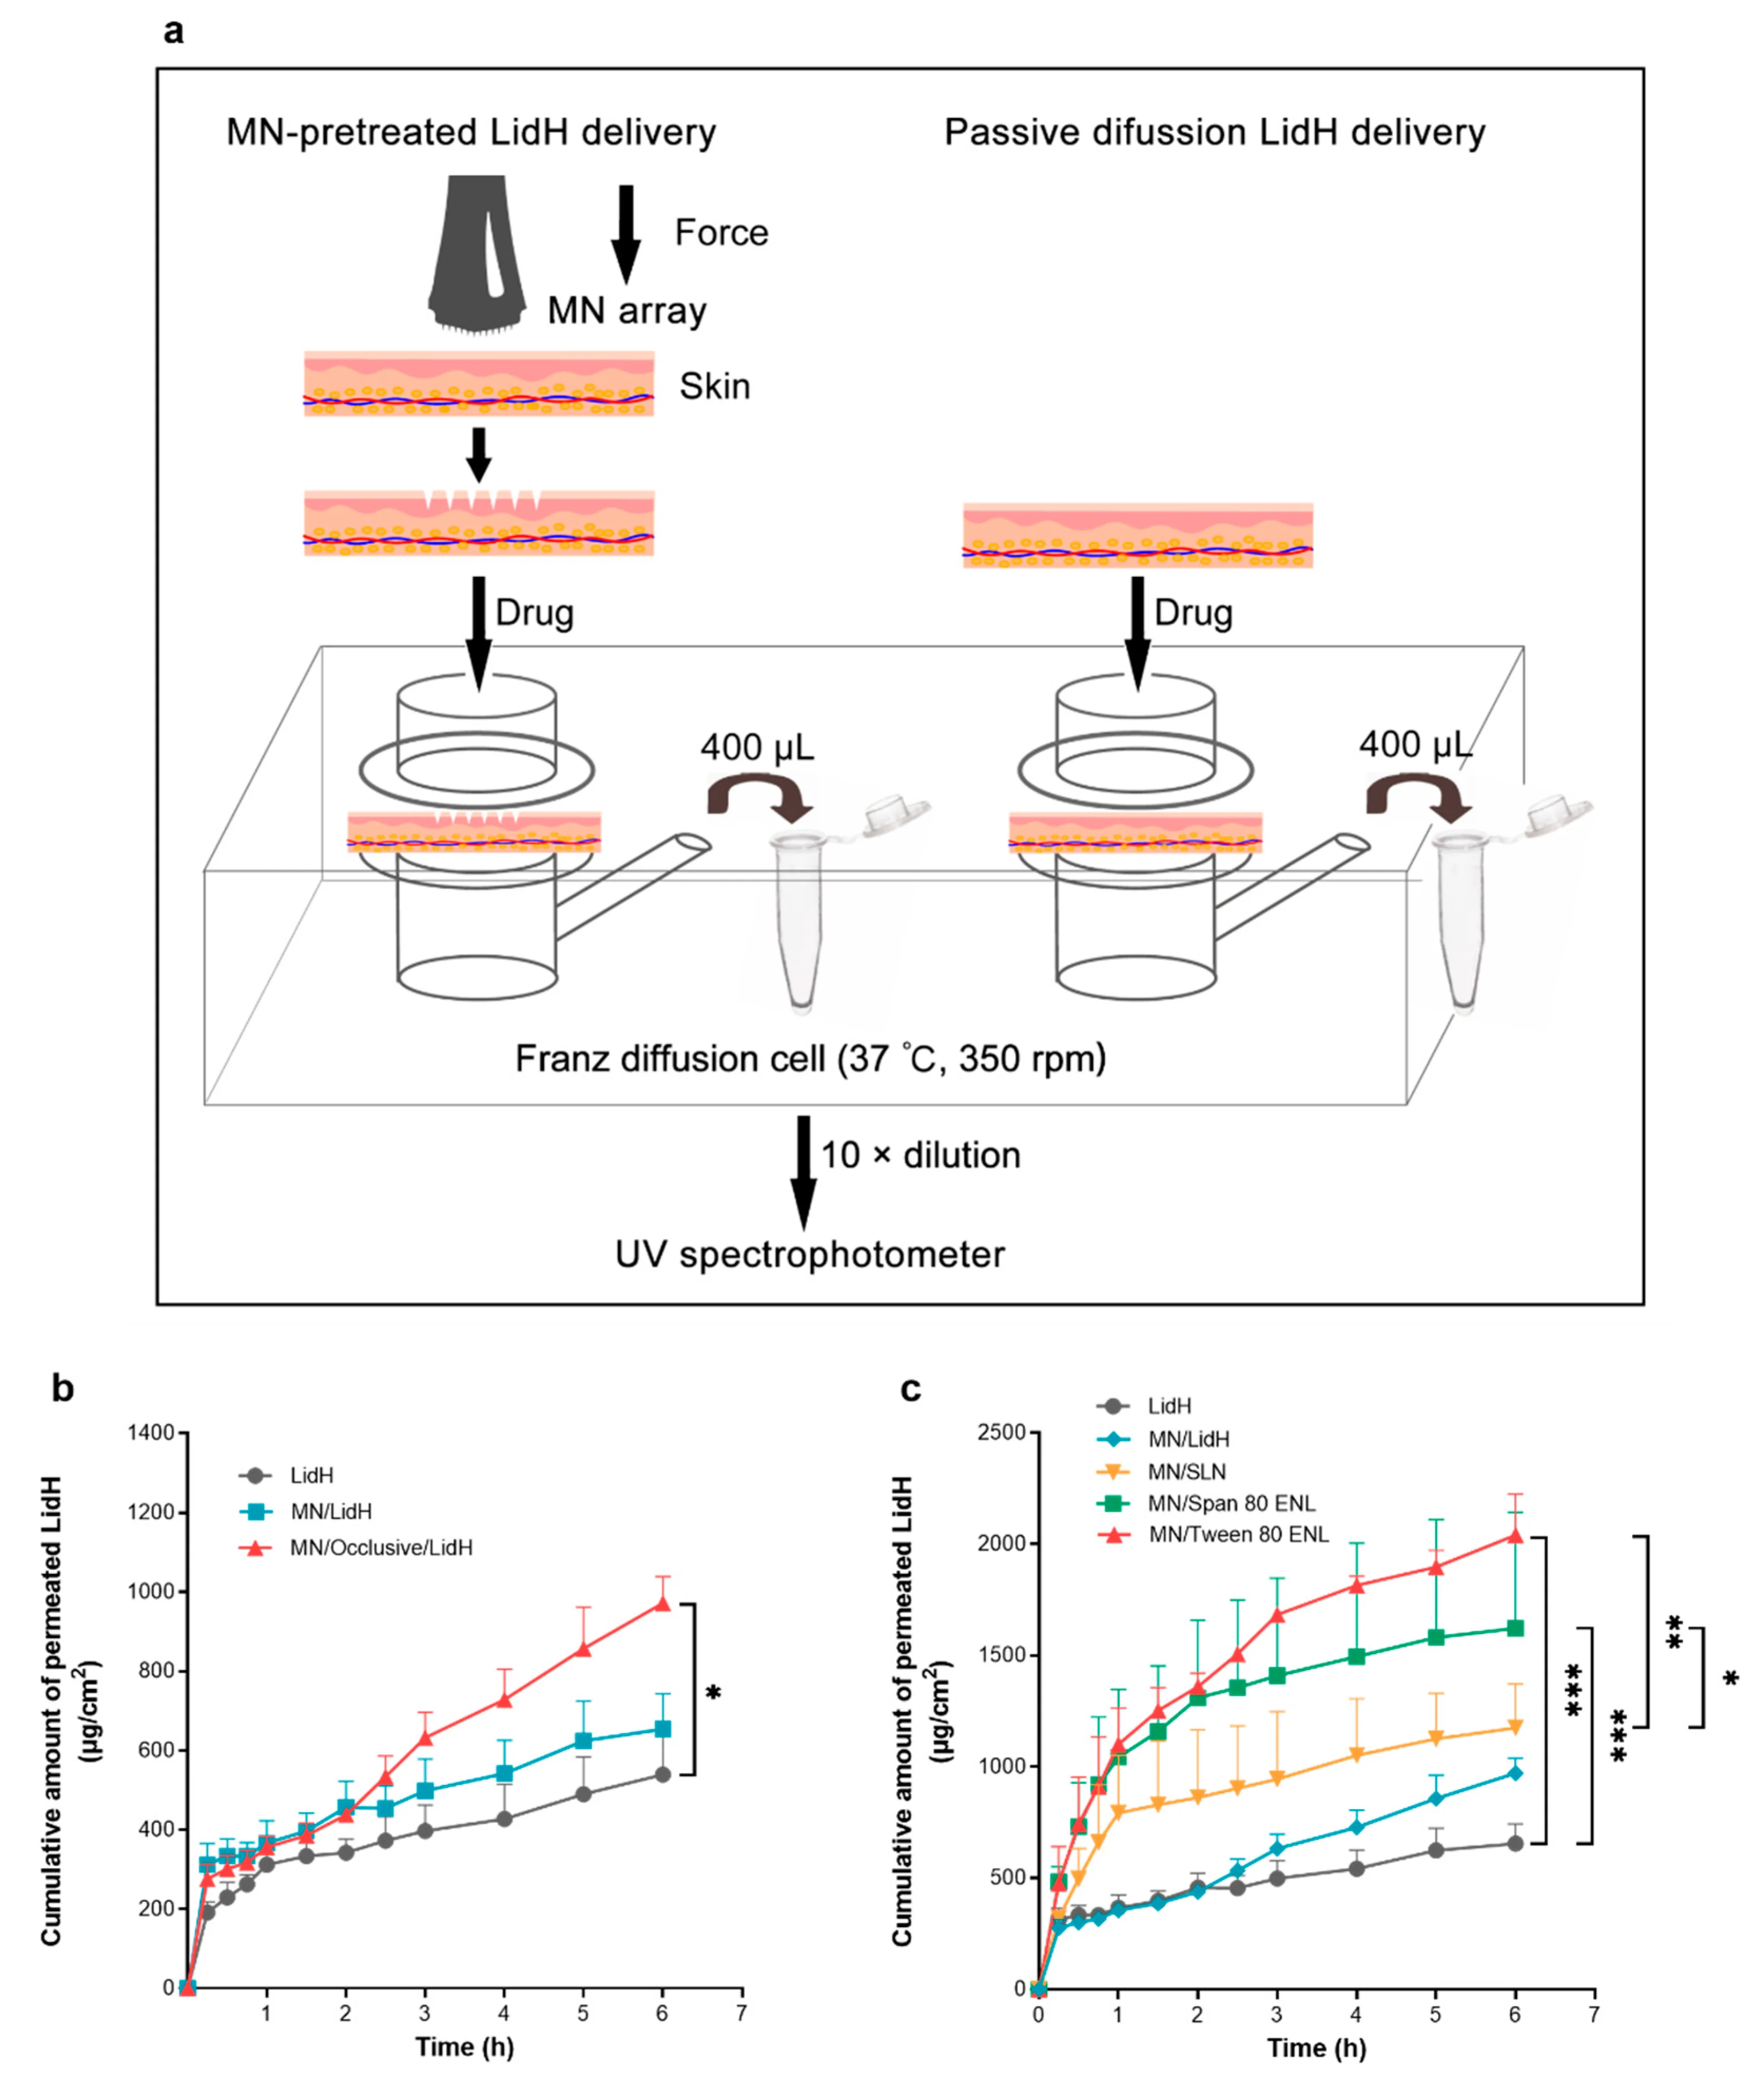 a
MN-pretreated LidH delivery
Passive difussion LidH delivery
Force
MN array
Skin
Drug
Drug
400 µL
400 µL
Franz diffusion cell (37 °C, 350 rpm)
10 × dilution
UV spectrophotometer
b
Cumulative amount of permeated LidH
(µg/cm²)
1400
1200
1000
800
600
400
200
0
LidH
MN/LidH
MN/Occlusive/LidH
*
1 2 3 4 5 6 7
Time (h)
c
Cumulative amount of permeated LidH
(µg/cm²)
2500
2000
1500
1000
500
0
LidH
MN/LidH
MN/SLN
MN/Span 80 ENL
MN/Tween 80 ENL
***
***
**
*
0 1 2 3 4 5 6 7
Time (h)